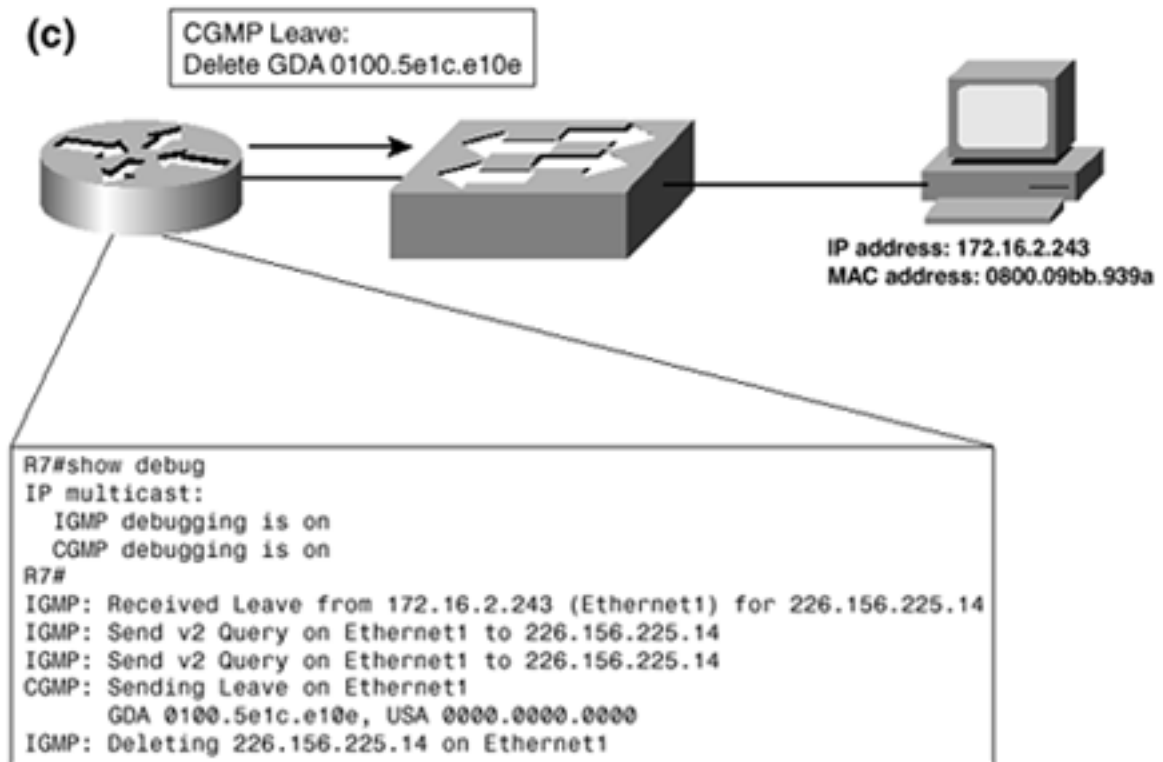 (c)
CGMP Leave:
Delete GDA 0100.5e1c.e10e
IP address: 172.16.2.243
MAC address: 0800.09bb.939a
R7#show debug
IP multicast:
  IGMP debugging is on
  CGMP debugging is on
R7#
IGMP: Received Leave from 172.16.2.243 (Ethernet1) for 226.156.225.14
IGMP: Send v2 Query on Ethernet1 to 226.156.225.14
IGMP: Send v2 Query on Ethernet1 to 226.156.225.14
CGMP: Sending Leave on Ethernet1
      GDA 0100.5e1c.e10e, USA 0000.0000.0000
IGMP: Deleting 226.156.225.14 on Ethernet1